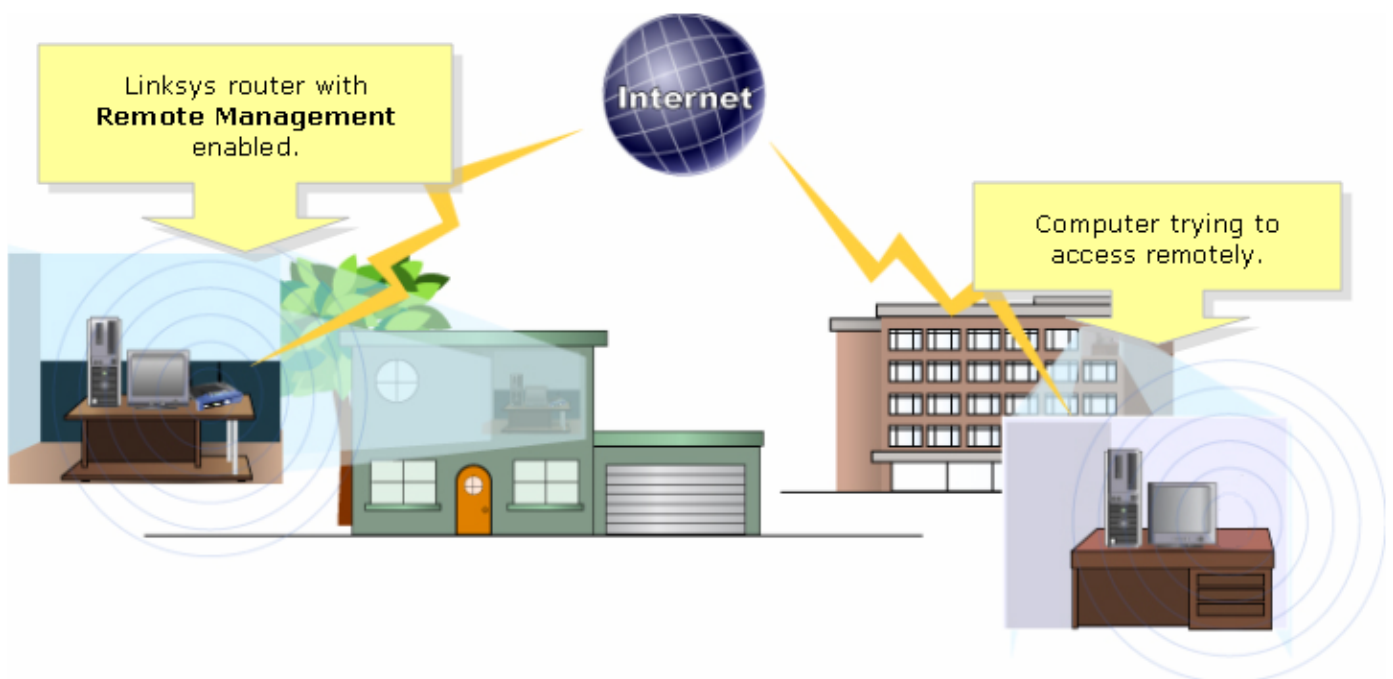 Linksys router with
Remote Management
enabled.
Internet
Computer trying to
access remotely.